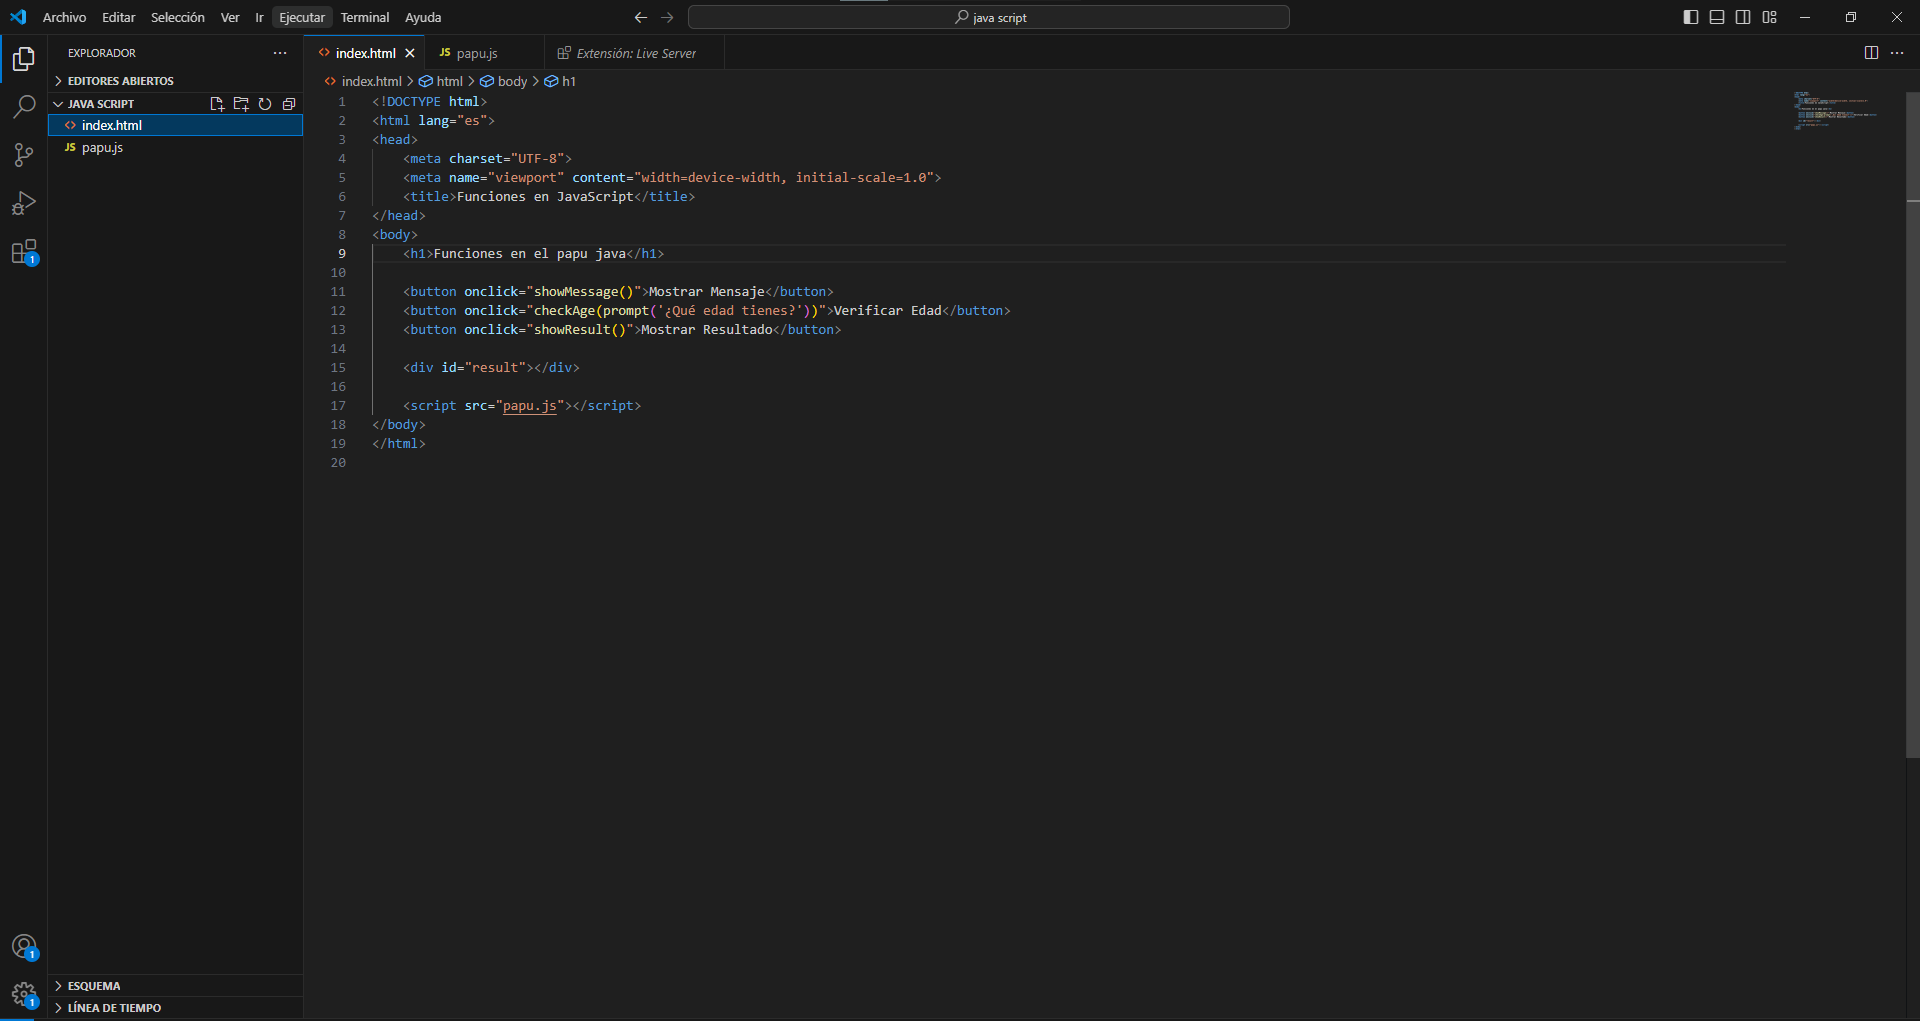 Archivo Editar Selección Ver Ir Ejecutar Terminal Ayuda
java script
EXPLORADOR
EDITORES ABIERTOS
JAVA SCRIPT
index.html
JS papu.js
1
1
1
ESQUEMA
LÍNEA DE TIEMPO
index.html
JS papu.js
Extensión: Live Server
index.html > html > body > h1
1 <!DOCTYPE html>
2 <html lang="es">
3 <head>
4     <meta charset="UTF-8">
5     <meta name="viewport" content="width=device-width, initial-scale=1.0">
6     <title>Funciones en JavaScript</title>
7 </head>
8 <body>
9     <h1>Funciones en el papu java</h1>
10
11     <button onclick="showMessage()">Mostrar Mensaje</button>
12     <button onclick="checkAge(prompt('¿Qué edad tienes?'))">Verificar Edad</button>
13     <button onclick="showResult()">Mostrar Resultado</button>
14
15     <div id="result"></div>
16
17     <script src="papu.js"></script>
18 </body>
19 </html>
20